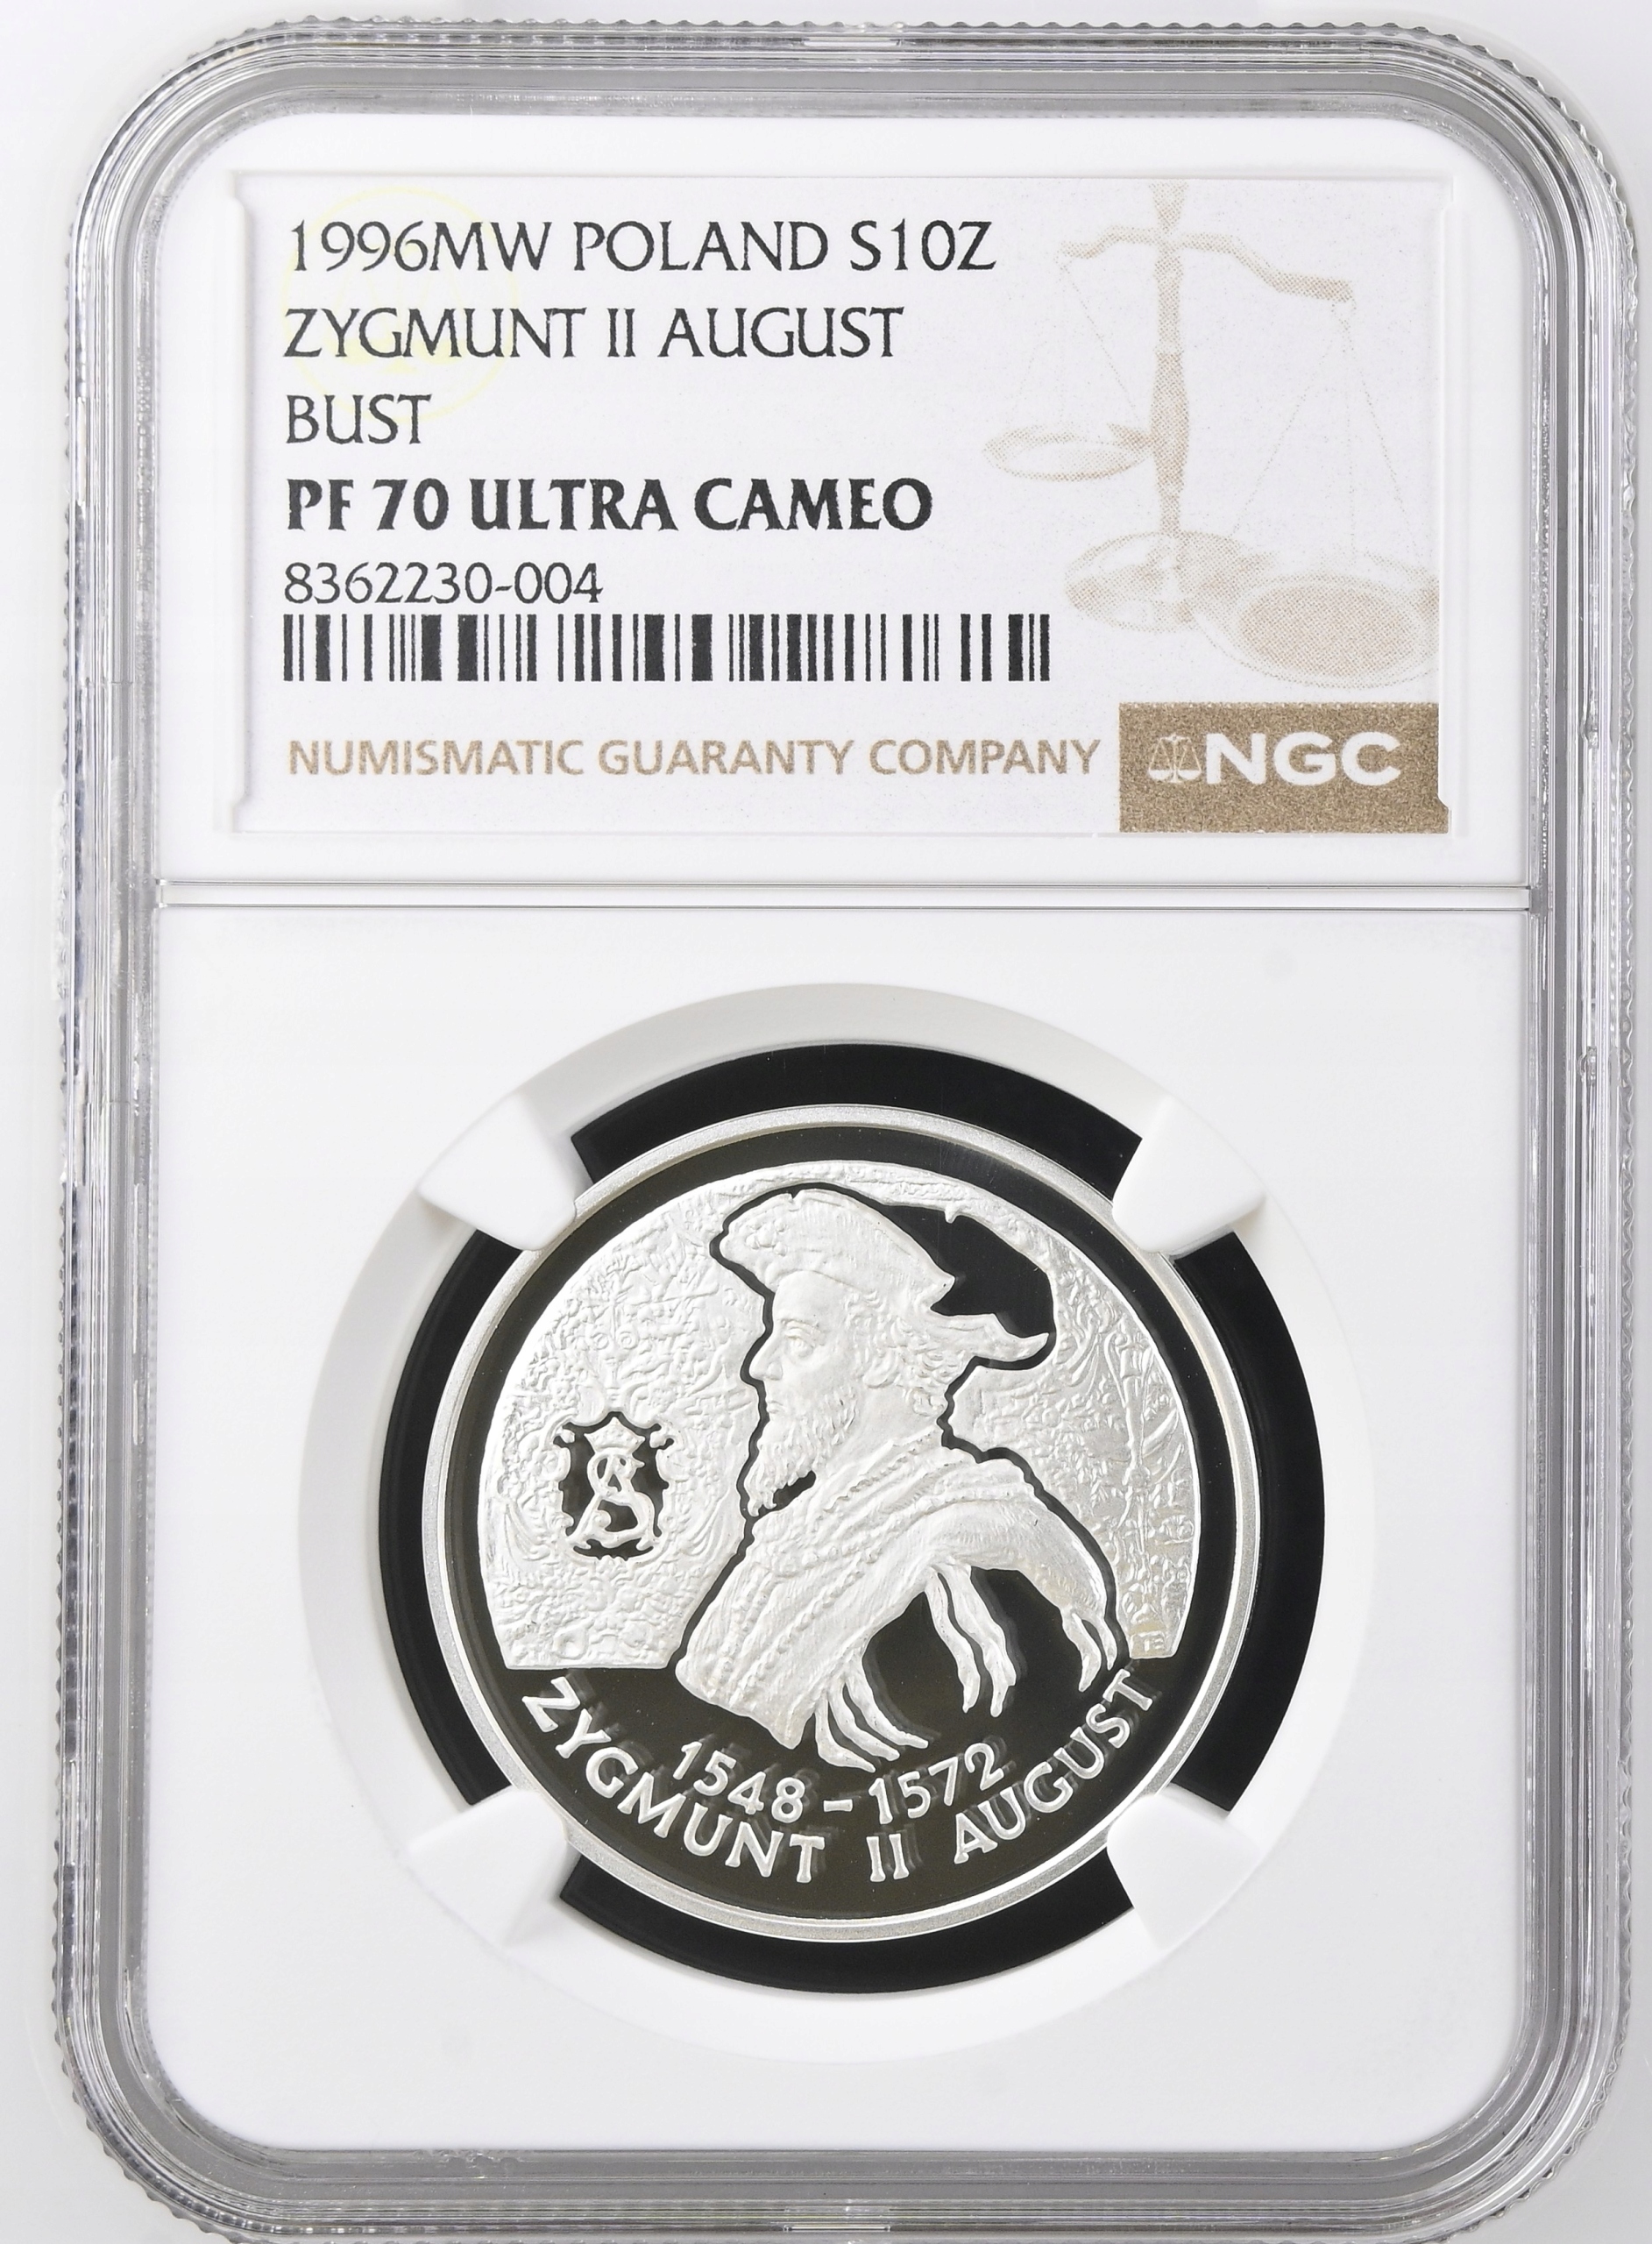 1996MW POLAND S10Z
ZYGMUNT II AUGUST
BUST
PF 70 ULTRA CAMEO
8362230-004
NUMISMATIC GUARANTY COMPANY
NGC
SA
1548 – 1572
ZYGMUNT II AUGUST